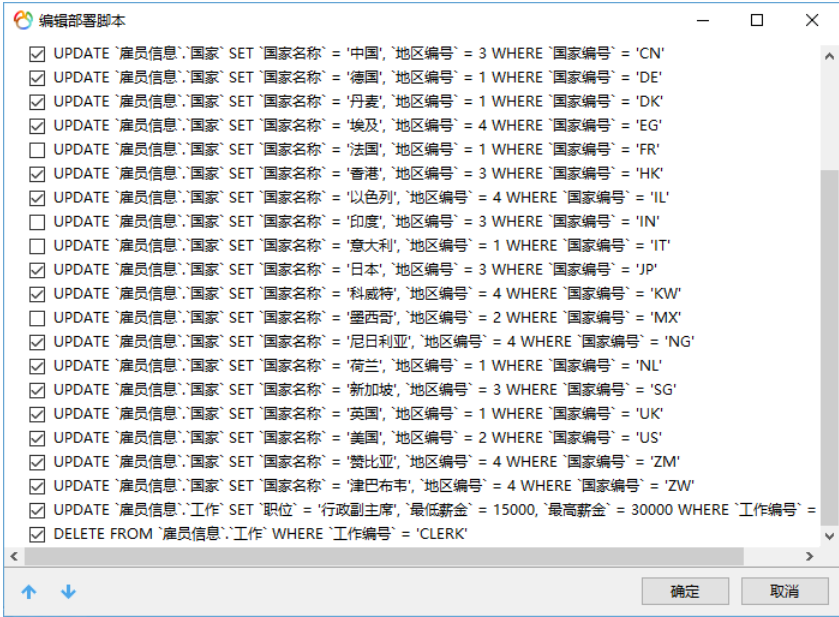 编辑部署脚本
UPDATE `雇员信息`.`国家` SET `国家名称` = '中国', `地区编号` = 3 WHERE `国家编号` = 'CN'
UPDATE `雇员信息`.`国家` SET `国家名称` = '德国', `地区编号` = 1 WHERE `国家编号` = 'DE'
UPDATE `雇员信息`.`国家` SET `国家名称` = '丹麦', `地区编号` = 1 WHERE `国家编号` = 'DK'
UPDATE `雇员信息`.`国家` SET `国家名称` = '埃及', `地区编号` = 4 WHERE `国家编号` = 'EG'
UPDATE `雇员信息`.`国家` SET `国家名称` = '法国', `地区编号` = 1 WHERE `国家编号` = 'FR'
UPDATE `雇员信息`.`国家` SET `国家名称` = '香港', `地区编号` = 3 WHERE `国家编号` = 'HK'
UPDATE `雇员信息`.`国家` SET `国家名称` = '以色列', `地区编号` = 4 WHERE `国家编号` = 'IL'
UPDATE `雇员信息`.`国家` SET `国家名称` = '印度', `地区编号` = 3 WHERE `国家编号` = 'IN'
UPDATE `雇员信息`.`国家` SET `国家名称` = '意大利', `地区编号` = 1 WHERE `国家编号` = 'IT'
UPDATE `雇员信息`.`国家` SET `国家名称` = '日本', `地区编号` = 3 WHERE `国家编号` = 'JP'
UPDATE `雇员信息`.`国家` SET `国家名称` = '科威特', `地区编号` = 4 WHERE `国家编号` = 'KW'
UPDATE `雇员信息`.`国家` SET `国家名称` = '墨西哥', `地区编号` = 2 WHERE `国家编号` = 'MX'
UPDATE `雇员信息`.`国家` SET `国家名称` = '尼日利亚', `地区编号` = 4 WHERE `国家编号` = 'NG'
UPDATE `雇员信息`.`国家` SET `国家名称` = '荷兰', `地区编号` = 1 WHERE `国家编号` = 'NL'
UPDATE `雇员信息`.`国家` SET `国家名称` = '新加坡', `地区编号` = 3 WHERE `国家编号` = 'SG'
UPDATE `雇员信息`.`国家` SET `国家名称` = '英国', `地区编号` = 1 WHERE `国家编号` = 'UK'
UPDATE `雇员信息`.`国家` SET `国家名称` = '美国', `地区编号` = 2 WHERE `国家编号` = 'US'
UPDATE `雇员信息`.`国家` SET `国家名称` = '赞比亚', `地区编号` = 4 WHERE `国家编号` = 'ZM'
UPDATE `雇员信息`.`国家` SET `国家名称` = '津巴布韦', `地区编号` = 4 WHERE `国家编号` = 'ZW'
UPDATE `雇员信息`.`工作` SET `职位` = '行政副主席', `最低薪金` = 15000, `最高薪金` = 30000 WHERE `工作编号` =
DELETE FROM `雇员信息`.`工作` WHERE `工作编号` = 'CLERK'
确定 取消